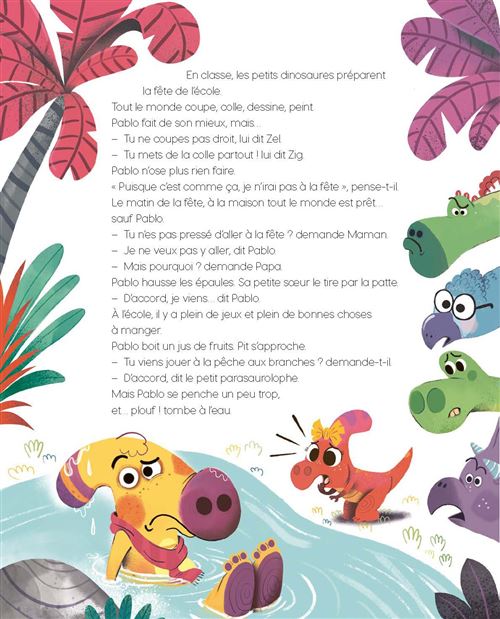 En classe, les petits dinosaures préparent
la fête de l'école.
Tout le monde coupe, colle, dessine, peint.
Pablo fait de son mieux, mais…
– Tu ne coupes pas droit, lui dit Zel.
– Tu mets de la colle partout ! lui dit Zig.
Pablo n'ose plus rien faire.
« Puisque c'est comme ça, je n'irai pas à la fête », pense-t-il.
Le matin de la fête, à la maison tout le monde est prêt…
sauf Pablo.
– Tu n'es pas pressé d'aller à la fête ? demande Maman.
– Je ne veux pas y aller, dit Pablo.
– Mais pourquoi ? demande Papa.
Pablo hausse les épaules. Sa petite sœur le tire par la patte.
– D'accord, je viens… dit Pablo.
À l'école, il y a plein de jeux et plein de bonnes choses
à manger.
Pablo boit un jus de fruits. Pit s'approche.
– Tu viens jouer à la pêche aux branches ? demande-t-il.
– D'accord, dit le petit parasaurolophe.
Mais Pablo se penche un peu trop,
et… plouf ! tombe à l'eau.